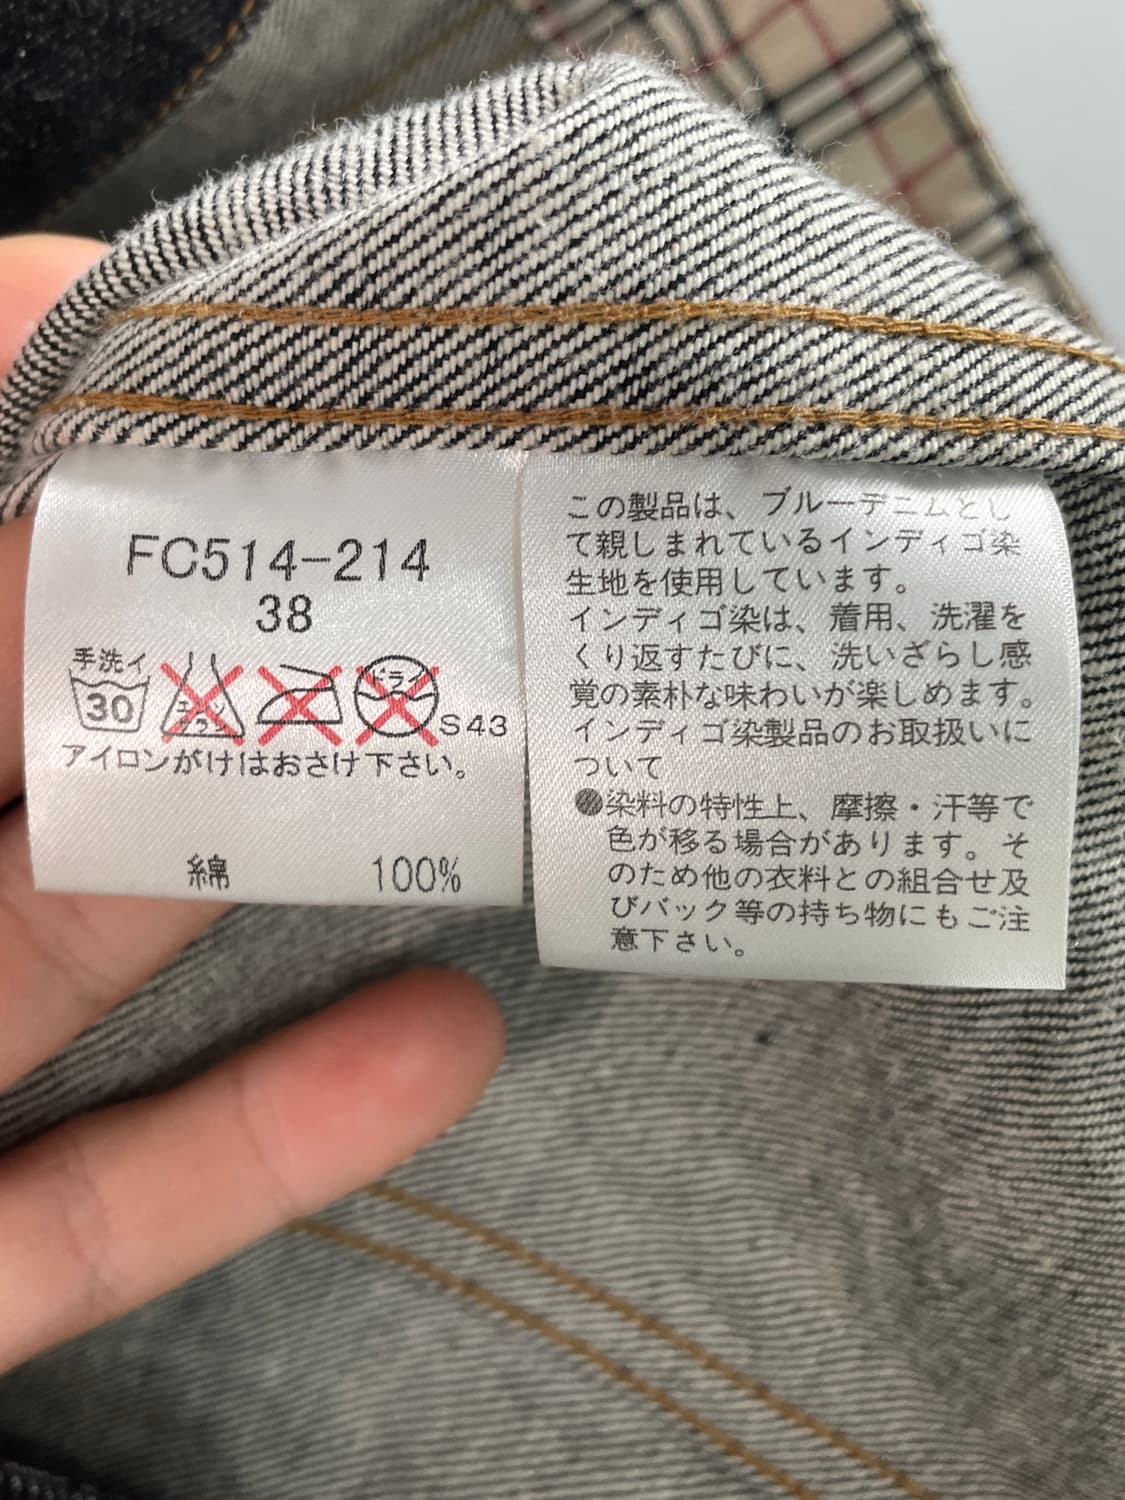 FC514-214
38
手洗イ
30
エンソ
サラシ
ドライ
S43
アイロンがけはおさけ下さい。
綿 100%
この製品は、ブルーデニムとし
て親しまれているインディゴ染
生地を使用しています。
インディゴ染は、着用、洗濯を
くり返すたびに、洗いざらし感
覚の素朴な味わいが楽しめます。
インディゴ染製品のお取扱いに
ついて
●染料の特性上、摩擦・汗等で
色が移る場合があります。そ
のため他の衣料との組合せ及
びバック等の持ち物にもご注
意下さい。